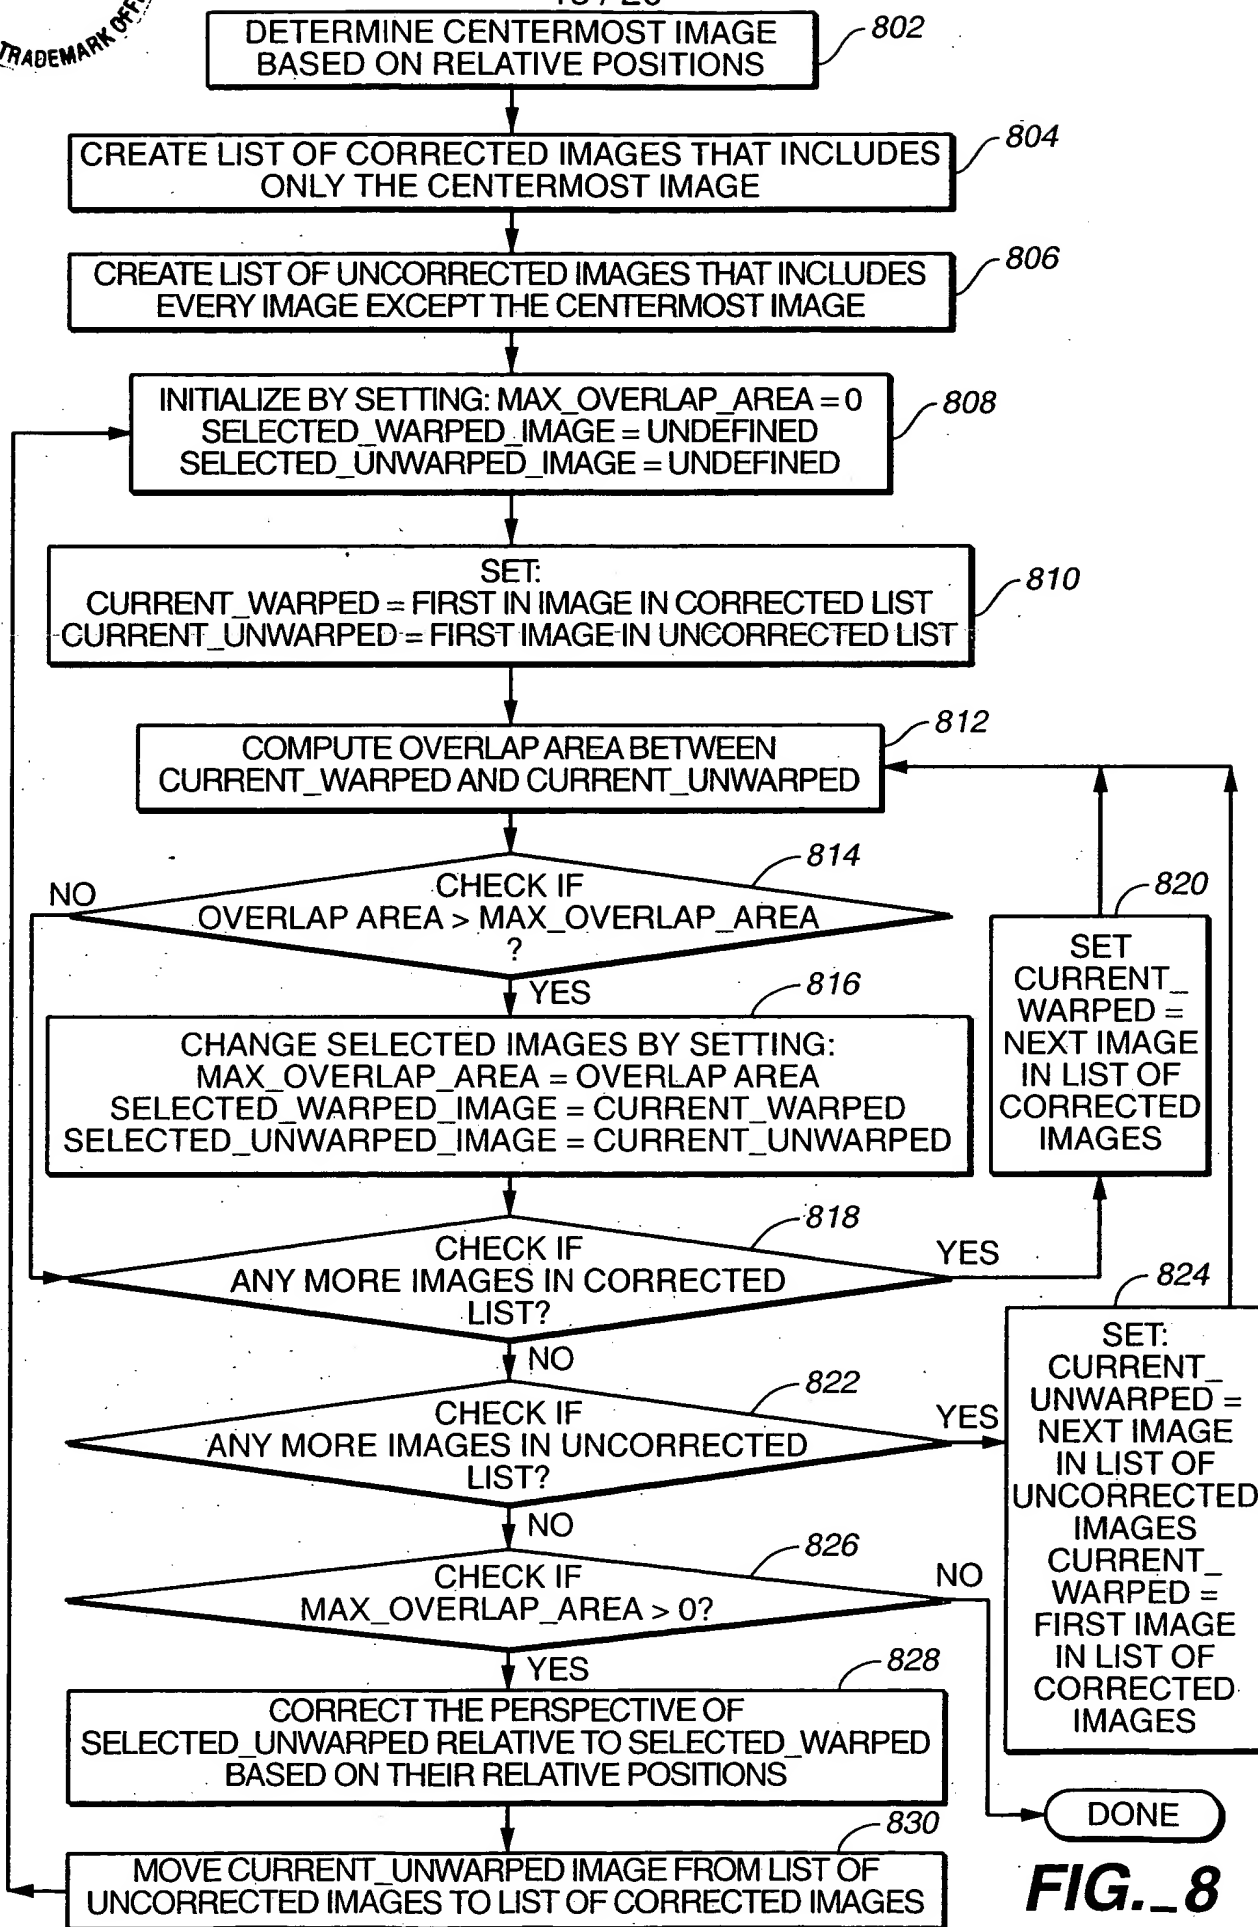 TRADEMARK OFF
DETERMINE CENTERMOST IMAGE
BASED ON RELATIVE POSITIONS
802
CREATE LIST OF CORRECTED IMAGES THAT INCLUDES
ONLY THE CENTERMOST IMAGE
804
CREATE LIST OF UNCORRECTED IMAGES THAT INCLUDES
EVERY IMAGE EXCEPT THE CENTERMOST IMAGE
806
INITIALIZE BY SETTING: MAX_OVERLAP_AREA = 0
SELECTED_WARPED_IMAGE = UNDEFINED
SELECTED_UNWARPED_IMAGE = UNDEFINED
808
SET:
CURRENT_WARPED = FIRST IN IMAGE IN CORRECTED LIST
CURRENT_UNWARPED = FIRST IMAGE IN UNCORRECTED LIST
810
COMPUTE OVERLAP AREA BETWEEN
CURRENT_WARPED AND CURRENT_UNWARPED
812
CHECK IF
OVERLAP AREA > MAX_OVERLAP_AREA
?
814
NO
YES
CHANGE SELECTED IMAGES BY SETTING:
MAX_OVERLAP_AREA = OVERLAP AREA
SELECTED_WARPED_IMAGE = CURRENT_WARPED
SELECTED_UNWARPED_IMAGE = CURRENT_UNWARPED
816
CHECK IF
ANY MORE IMAGES IN CORRECTED
LIST?
818
YES
NO
SET
CURRENT_
WARPED =
NEXT IMAGE
IN LIST OF
CORRECTED
IMAGES
820
CHECK IF
ANY MORE IMAGES IN UNCORRECTED
LIST?
822
YES
NO
SET:
CURRENT_
UNWARPED =
NEXT IMAGE
IN LIST OF
UNCORRECTED
IMAGES
CURRENT_
WARPED =
FIRST IMAGE
IN LIST OF
CORRECTED
IMAGES
824
CHECK IF
MAX_OVERLAP_AREA > 0?
826
NO
YES
CORRECT THE PERSPECTIVE OF
SELECTED_UNWARPED RELATIVE TO SELECTED_WARPED
BASED ON THEIR RELATIVE POSITIONS
828
DONE
MOVE CURRENT_UNWARPED IMAGE FROM LIST OF
UNCORRECTED IMAGES TO LIST OF CORRECTED IMAGES
830
FIG._8